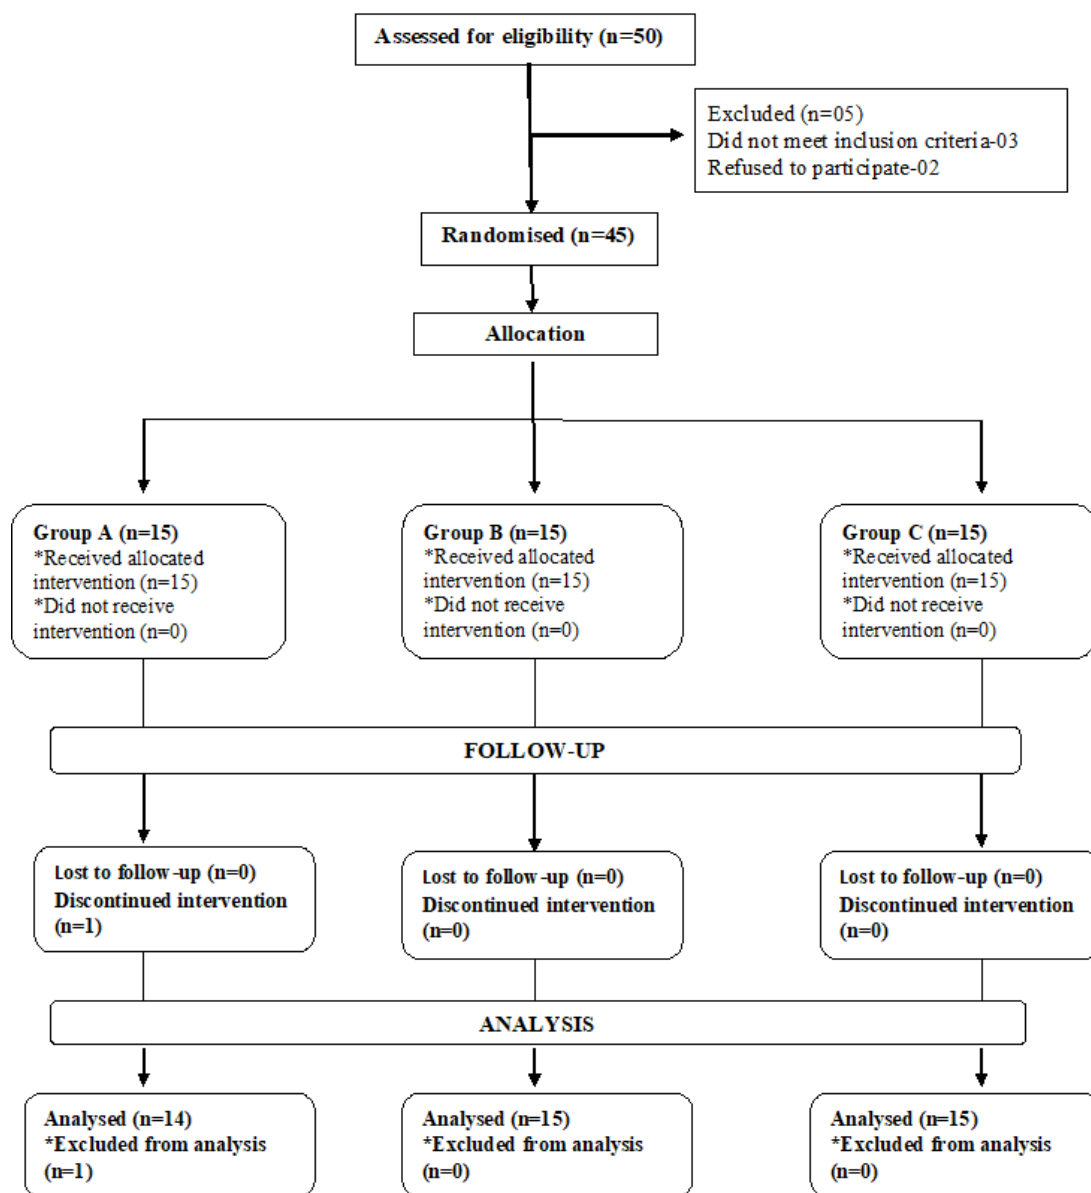 Assessed for eligibility (n=50)
Excluded (n=05)
Did not meet inclusion criteria-03
Refused to participate-02
Randomised (n=45)
Allocation
Group A (n=15)
*Received allocated
intervention (n=15)
*Did not receive
intervention (n=0)
Group B (n=15)
*Received allocated
intervention (n=15)
*Did not receive
intervention (n=0)
Group C (n=15)
*Received allocated
intervention (n=15)
*Did not receive
intervention (n=0)
FOLLOW-UP
Lost to follow-up (n=0)
Discontinued intervention
(n=1)
Lost to follow-up (n=0)
Discontinued intervention
(n=0)
Lost to follow-up (n=0)
Discontinued intervention
(n=0)
ANALYSIS
Analysed (n=14)
*Excluded from analysis
(n=1)
Analysed (n=15)
*Excluded from analysis
(n=0)
Analysed (n=15)
*Excluded from analysis
(n=0)